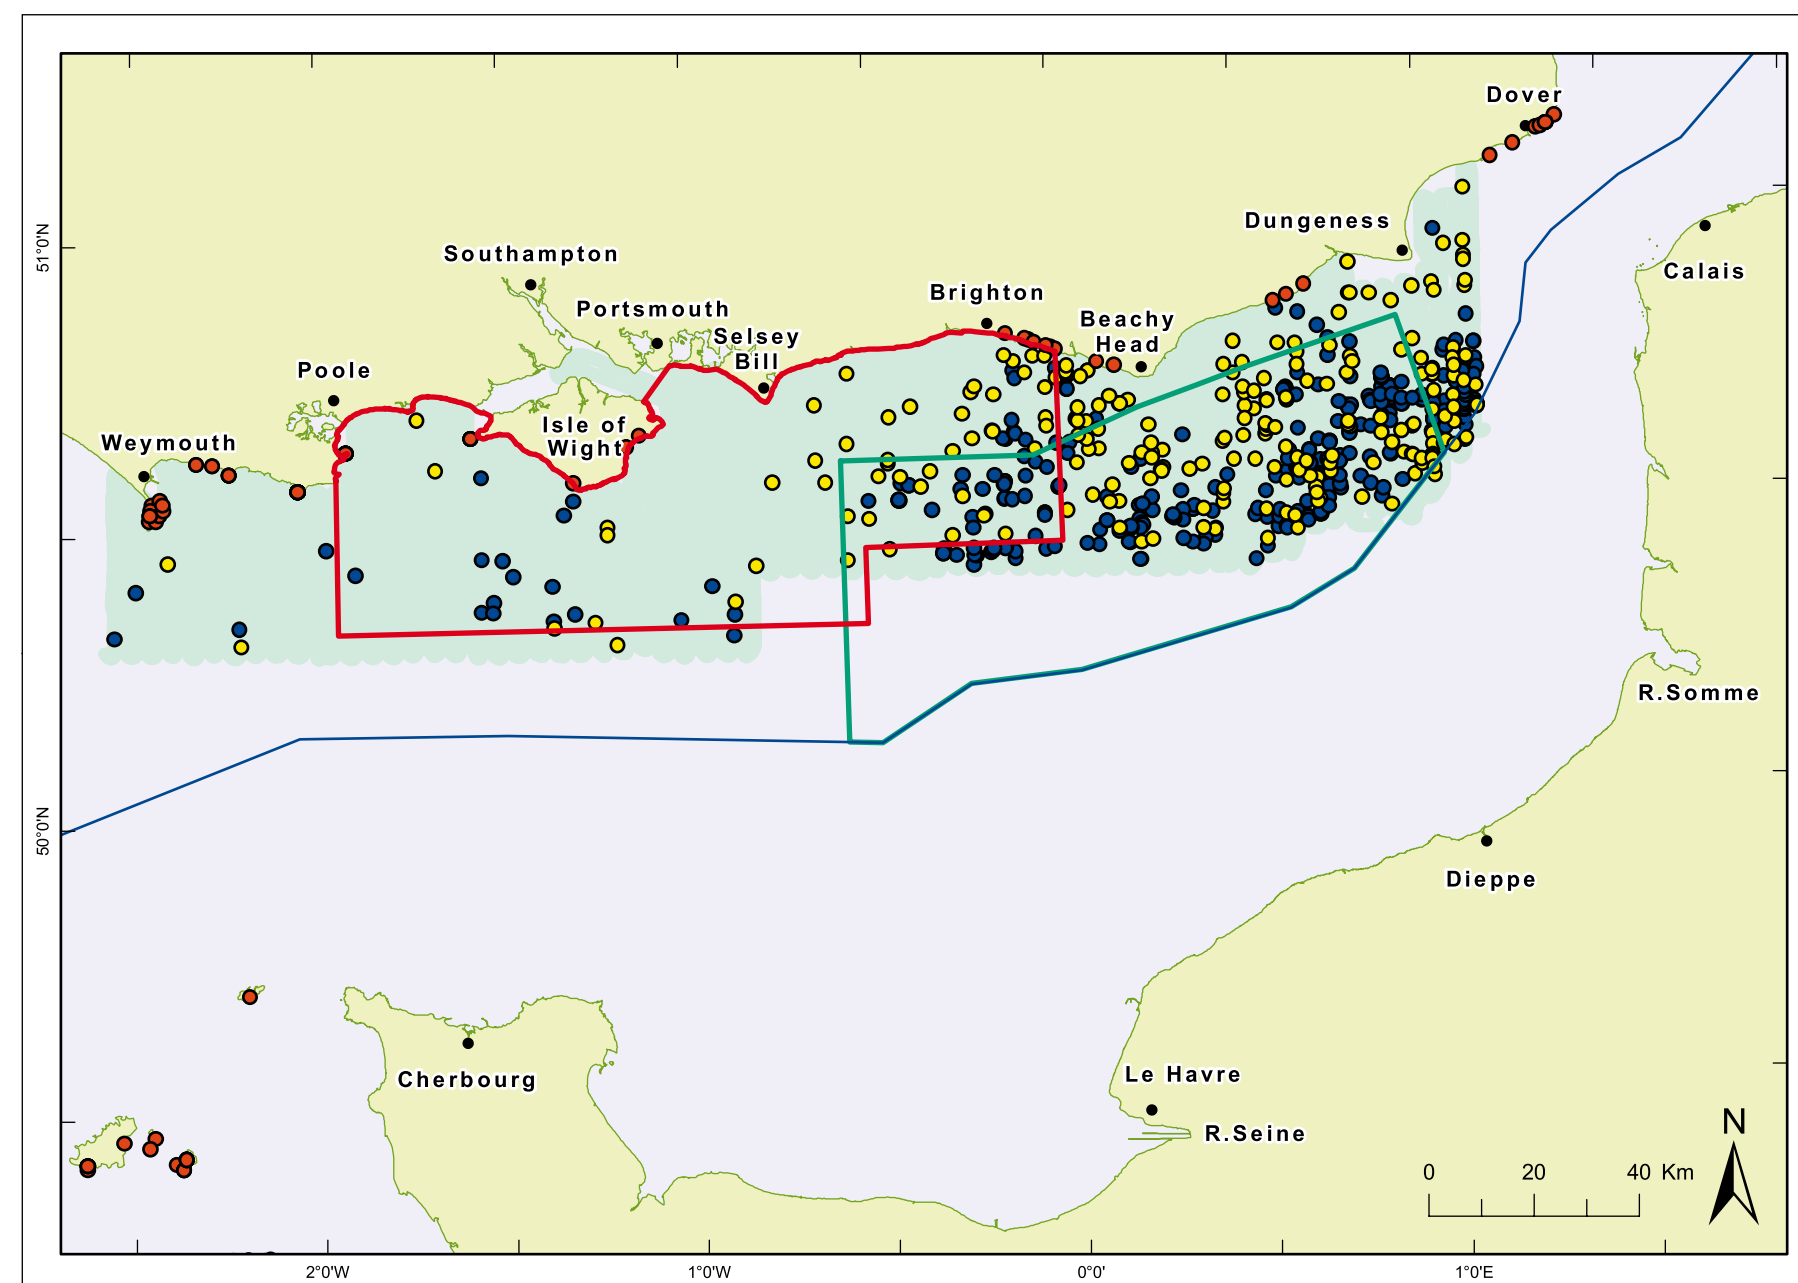 Dover
Dungeness
51°0'N
Southampton
Calais
Brighton
Portsmouth
Beachy
Head
Selsey
Bill
Poole
Isle of
Wight
Weymouth
R.Somme
50°0'N
Dieppe
Cherbourg
Le Havre
R.Seine
N
0 20 40 Km
2°0'W 1°0'W 0°0' 1°0'E